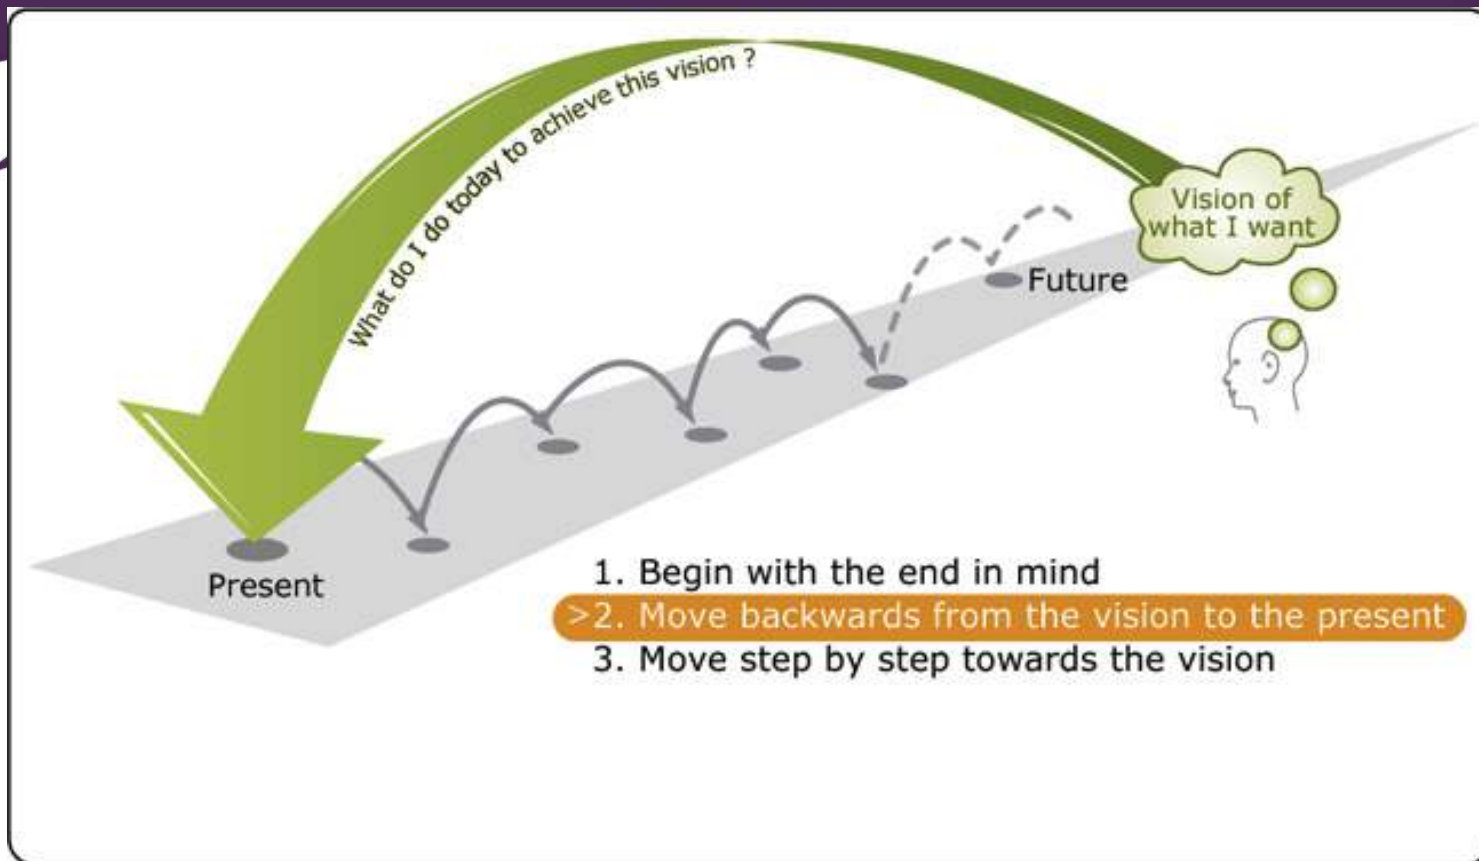 What do I do today to achieve this vision ?
Vision of
what I want
Future
Present
1. Begin with the end in mind
>2. Move backwards from the vision to the present
3. Move step by step towards the vision